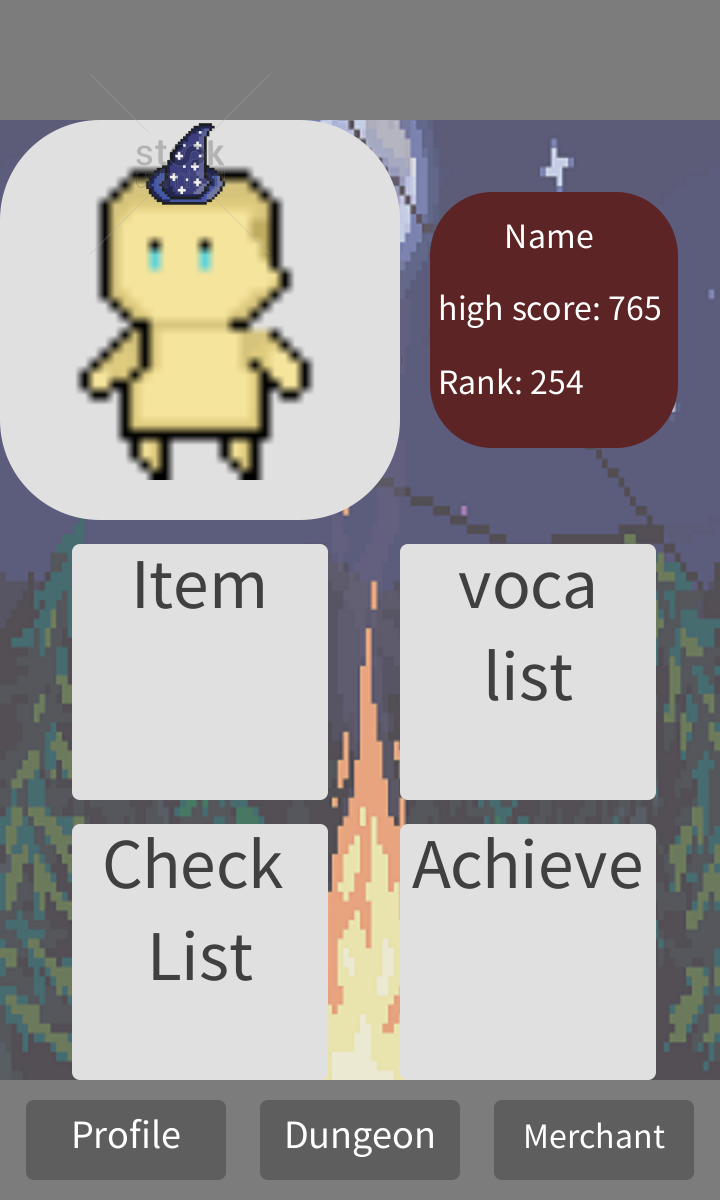 Name
high score: 765
Rank: 254
Item
voca
list
Check
List
Achieve
Profile
Dungeon
Merchant